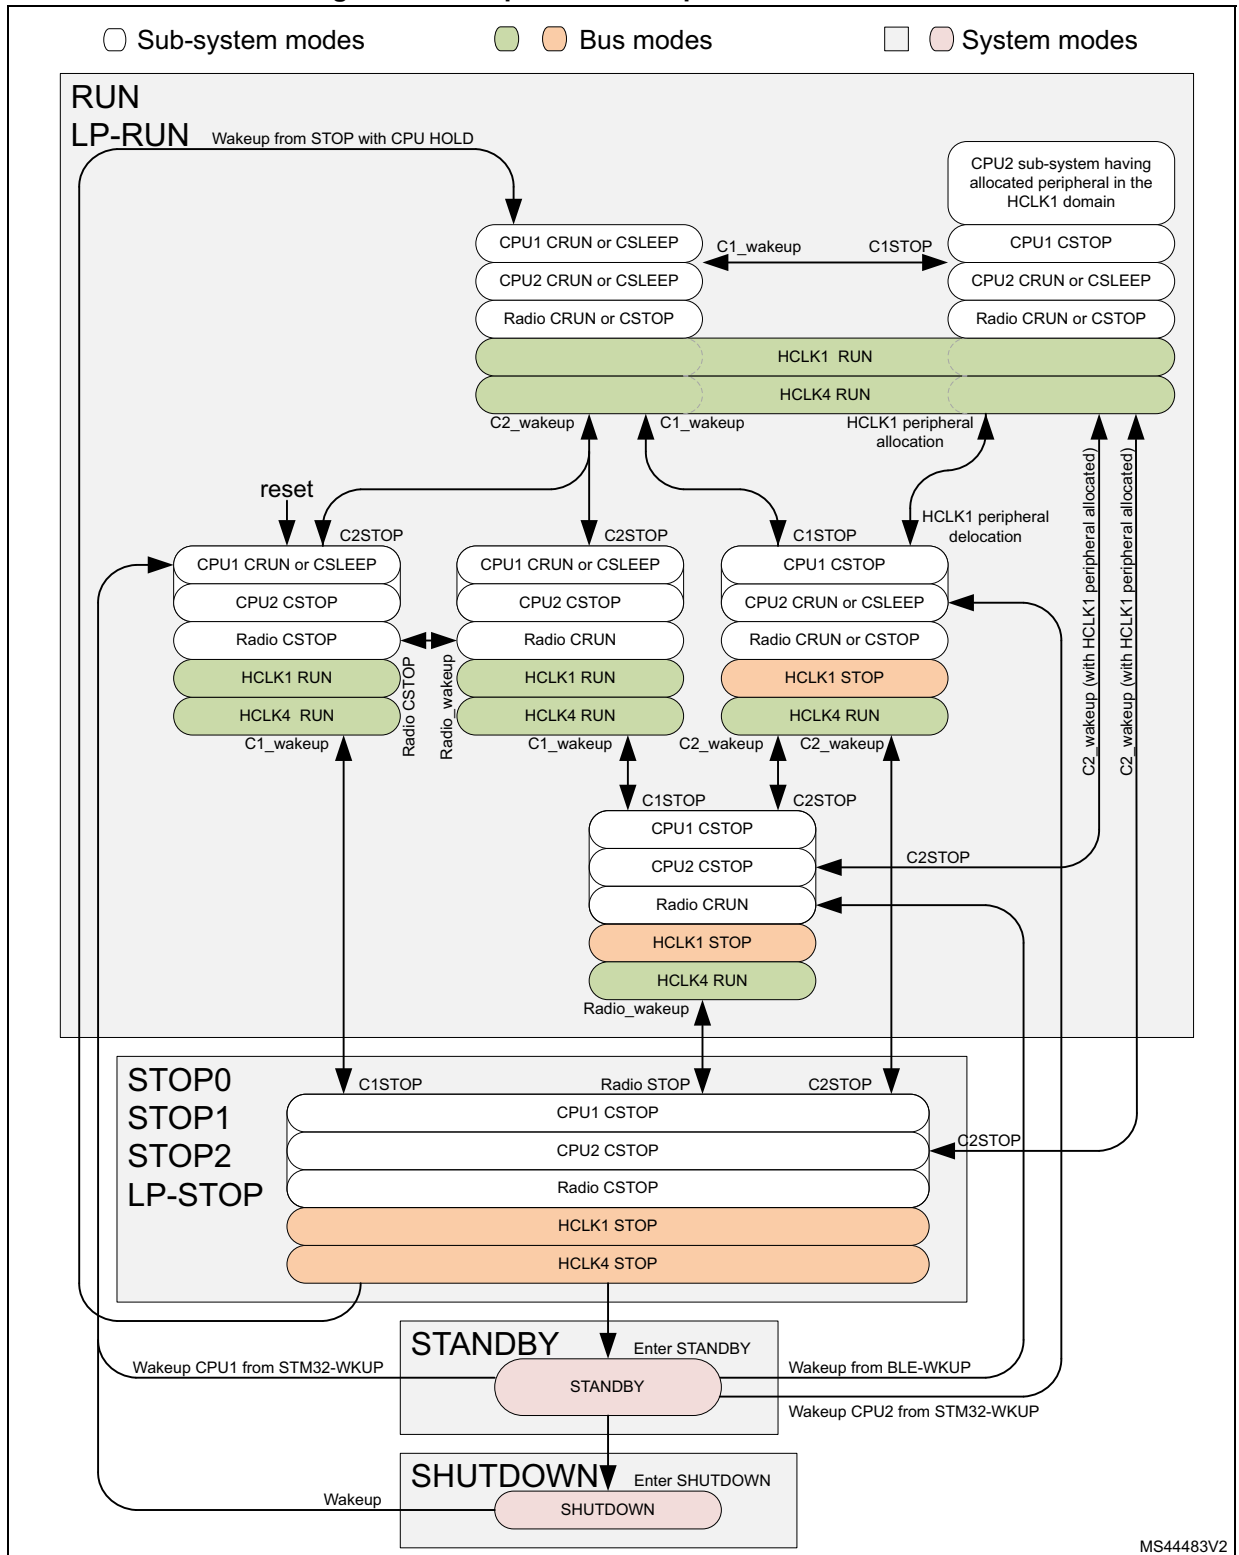 Sub-system modes
Bus modes
System modes
RUN
LP-RUN
Wakeup from STOP with CPU HOLD
CPU2 sub-system having
allocated peripheral in the
HCLK1 domain
CPU1 CRUN or CSLEEP
C1_wakeup
C1STOP
CPU1 CSTOP
CPU2 CRUN or CSLEEP
CPU2 CRUN or CSLEEP
Radio CRUN or CSTOP
Radio CRUN or CSTOP
HCLK1 RUN
HCLK4 RUN
C2_wakeup
C1_wakeup
HCLK1 peripheral
allocation
C2_wakeup (with HCLK1 peripheral allocated)
C2_wakeup (with HCLK1 peripheral allocated)
reset
C2STOP
C2STOP
C1STOP
HCLK1 peripheral
delocation
CPU1 CRUN or CSLEEP
CPU2 CSTOP
Radio CSTOP
HCLK1 RUN
HCLK4 RUN
C1_wakeup
Radio CSTOP
Radio_wakeup
CPU1 CRUN or CSLEEP
CPU2 CSTOP
Radio CRUN
HCLK1 RUN
HCLK4 RUN
C1_wakeup
CPU1 CSTOP
CPU2 CRUN or CSLEEP
Radio CRUN or CSTOP
HCLK1 STOP
HCLK4 RUN
C2_wakeup
C2_wakeup
C1STOP
C2STOP
CPU1 CSTOP
CPU2 CSTOP
C2STOP
Radio CRUN
HCLK1 STOP
HCLK4 RUN
Radio_wakeup
STOP0
STOP1
STOP2
LP-STOP
C1STOP
Radio STOP
C2STOP
CPU1 CSTOP
CPU2 CSTOP
C2STOP
Radio CSTOP
HCLK1 STOP
HCLK4 STOP
STANDBY
Enter STANDBY
Wakeup CPU1 from STM32-WKUP
STANDBY
Wakeup from BLE-WKUP
Wakeup CPU2 from STM32-WKUP
SHUTDOWN
Enter SHUTDOWN
Wakeup
SHUTDOWN
MS44483V2